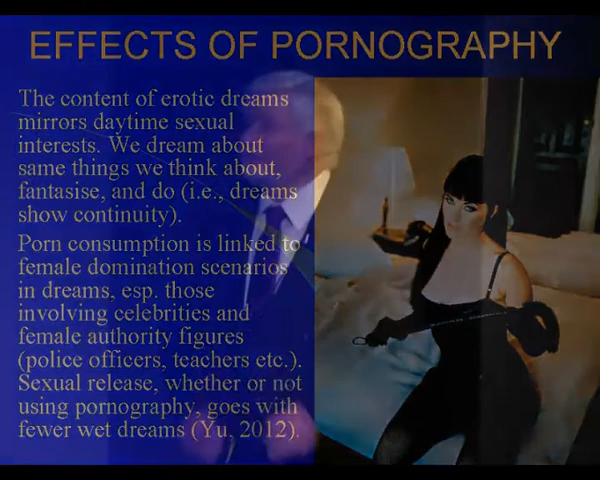 EFFECTS OF PORNOGRAPHY
The content of erotic dreams
mirrors daytime sexual
interests. We dream about
same things we think about,
fantasise, and do (i.e., dreams
show continuity).
Porn consumption is linked to
female domination scenarios
in dreams, esp. those
involving celebrities and
female authority figures
(police officers, teachers etc.).
Sexual release, whether or not
using pornography, goes with
fewer wet dreams (Yu, 2012).